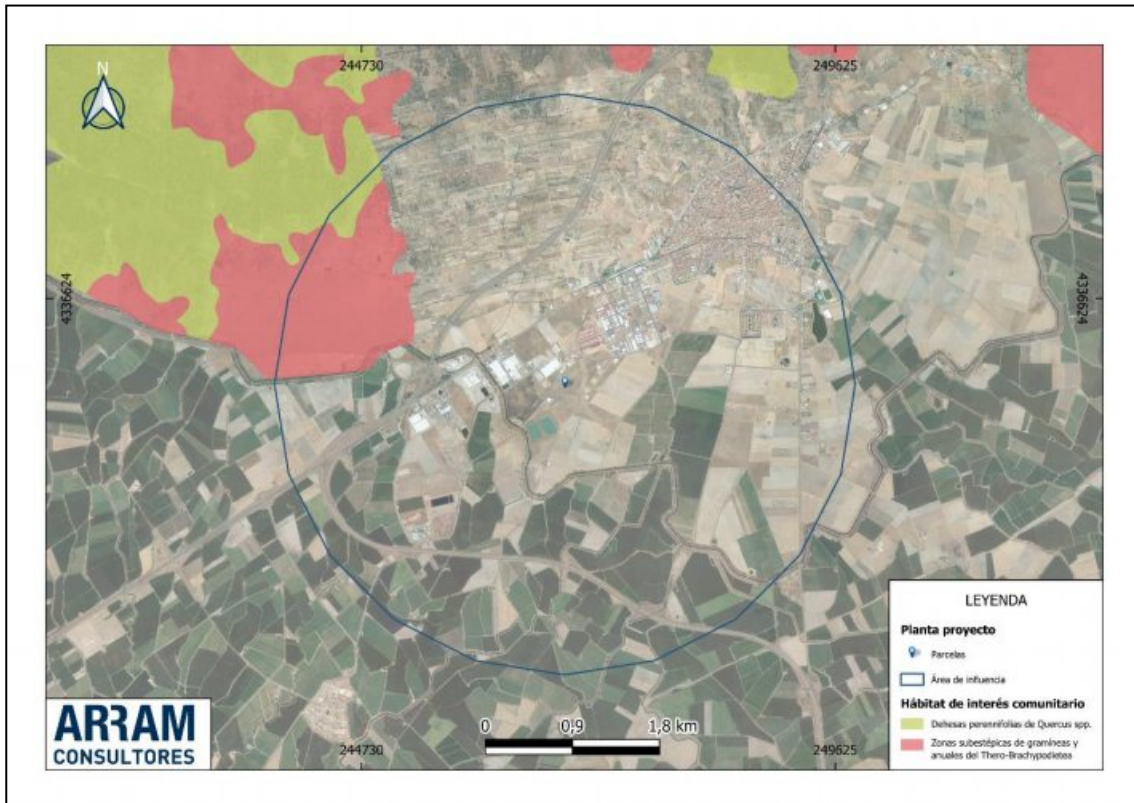 N
244730
249625
4336624
4336624
LEYENDA
Planta proyecto
Parcelas
Área de influencia
Hábitat de interés comunitario
Dehesas perennifolias de Quercus spp.
Zonas subestépicas de gramíneas y
anuales del Thero-Brachypodietea
ARRAM
CONSULTORES
0
0,9
1,8 km
244730
249625